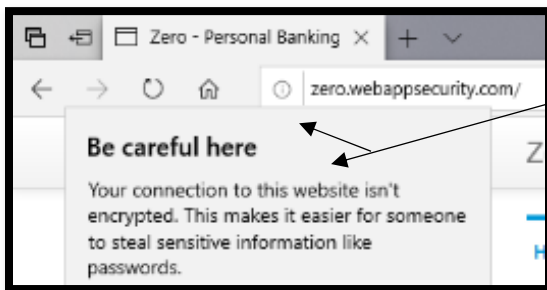 Zero - Personal Banking
zero.webappsecurity.com/
Z
Be careful here
Your connection to this website isn't
encrypted. This makes it easier for someone
to steal sensitive information like
passwords.
H